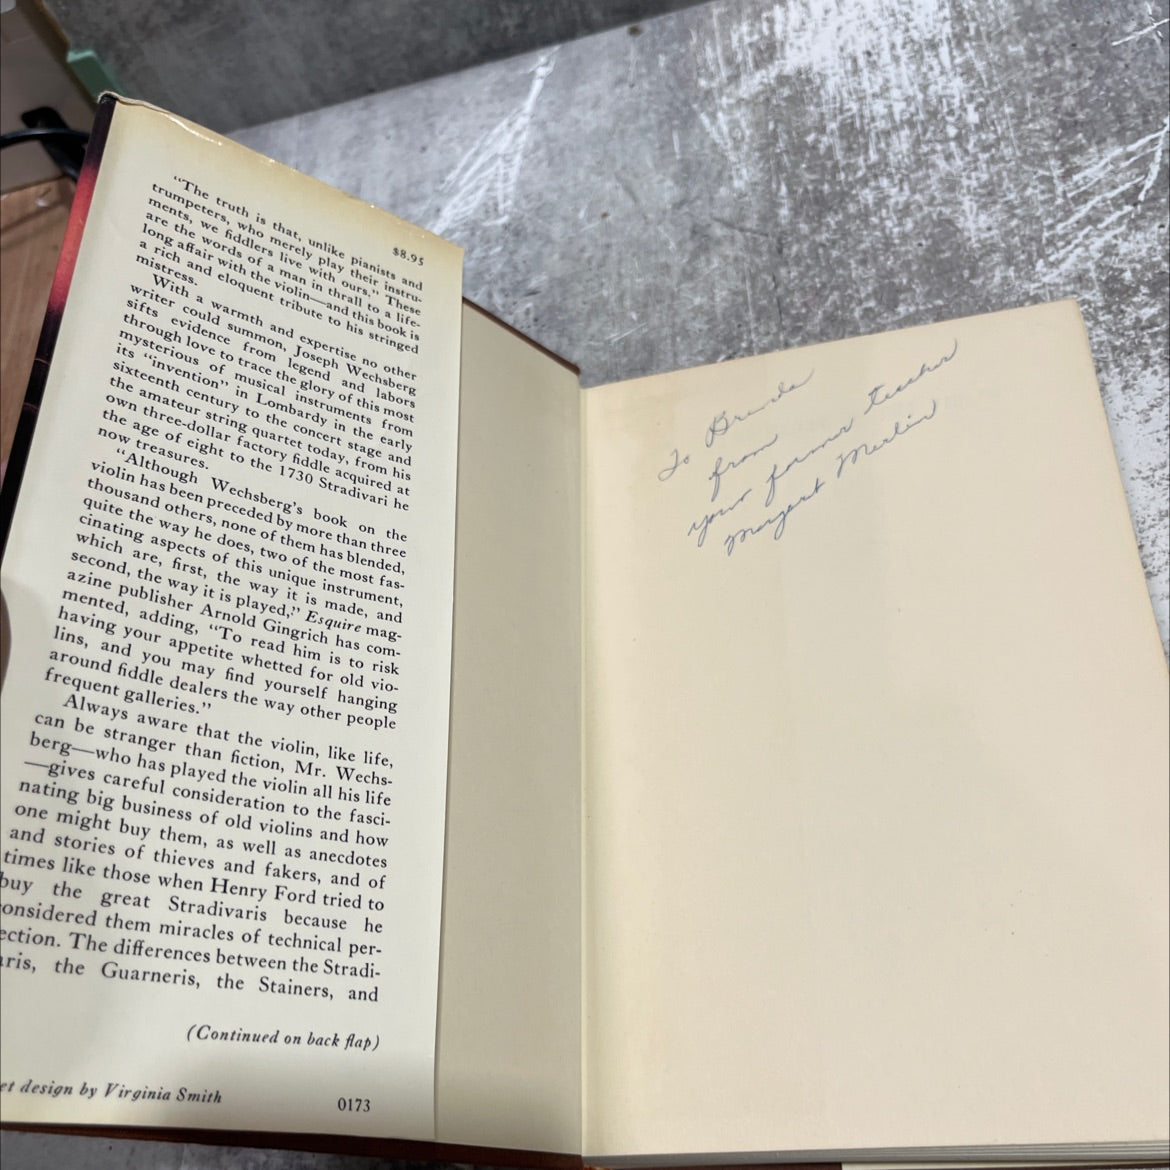 $8.95
“The truth is that, unlike pianists and
trumpeters, who merely play their instru-
ments, we fiddlers live with ours.” These
are the words of a man in thrall to a life-
long affair with the violin—and this book is
a rich and eloquent tribute to his stringed
mistress.
With a warmth and expertise no other
writer could summon, Joseph Wechsberg
sifts evidence from legend and labors
through love to trace the glory of this most
mysterious of musical instruments from
its “invention” in Lombardy in the early
sixteenth century to the concert stage and
the amateur string quartet today, from his
own three-dollar factory fiddle acquired at
the age of eight to the 1730 Stradivari he
now treasures.
“Although Wechsberg’s book on the
violin has been preceded by more than three
thousand others, none of them has blended,
quite the way he does, two of the most fas-
cinating aspects of this unique instrument,
which are, first, the way it is made, and
second, the way it is played,” Esquire mag-
azine publisher Arnold Gingrich has com-
mented, adding, “To read him is to risk
having your appetite whetted for old vio-
lins, and you may find yourself hanging
around fiddle dealers the way other people
frequent galleries.”
Always aware that the violin, like life,
can be stranger than fiction, Mr. Wechs-
berg—who has played the violin all his life
—gives careful consideration to the fasci-
nating big business of old violins and how
one might buy them, as well as anecdotes
and stories of thieves and fakers, and of
times like those when Henry Ford tried to
buy the great Stradivaris because he
onsidered them miracles of technical per-
ection. The differences between the Stradi-
aris, the Guarneris, the Stainers, and
(Continued on back flap)
et design by Virginia Smith
0173
To Brenda
from
your former teacher
Margaret Merlin